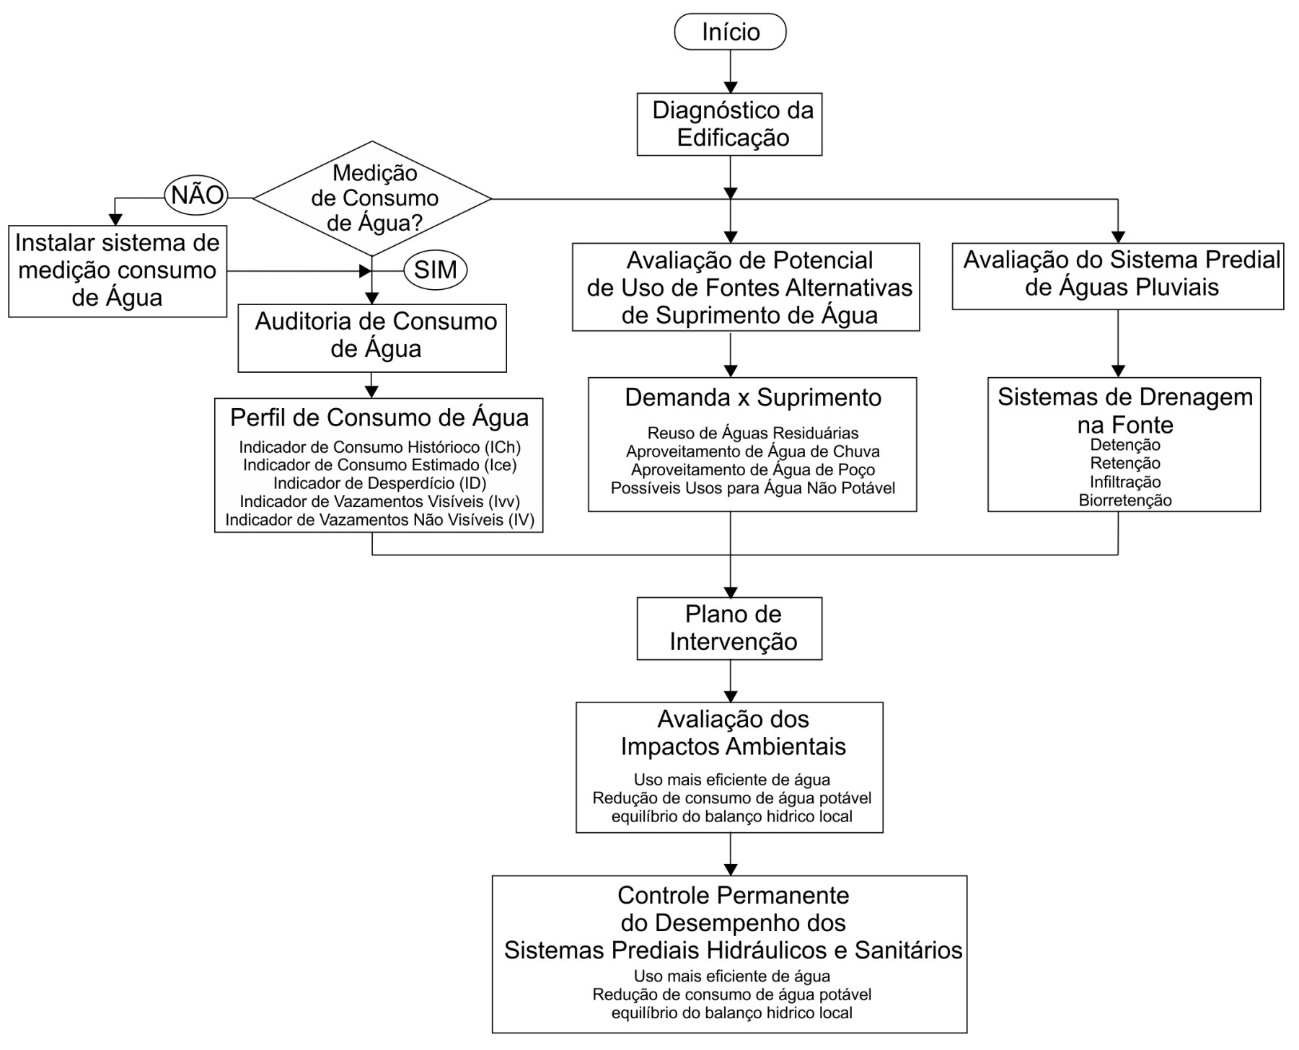 Início
Diagnóstico da
Edificação
Medição
de Consumo
de Água?
NÃO
SIM
Instalar sistema de
medição consumo
de Água
Auditoria de Consumo
de Água
Perfil de Consumo de Água
Indicador de Consumo Histórioco (ICh)
Indicador de Consumo Estimado (Ice)
Indicador de Desperdício (ID)
Indicador de Vazamentos Visíveis (Ivv)
Indicador de Vazamentos Não Visíveis (IV)
Avaliação de Potencial
de Uso de Fontes Alternativas
de Suprimento de Água
Demanda x Suprimento
Reuso de Águas Residuárias
Aproveitamento de Água de Chuva
Aproveitamento de Água de Poço
Possíveis Usos para Água Não Potável
Avaliação do Sistema Predial
de Águas Pluviais
Sistemas de Drenagem
na Fonte
Detenção
Retenção
Infiltração
Biorretenção
Plano de
Intervenção
Avaliação dos
Impactos Ambientais
Uso mais eficiente de água
Redução de consumo de água potável
equilíbrio do balanço hidrico local
Controle Permanente
do Desempenho dos
Sistemas Prediais Hidráulicos e Sanitários
Uso mais eficiente de água
Redução de consumo de água potável
equilíbrio do balanço hidrico local